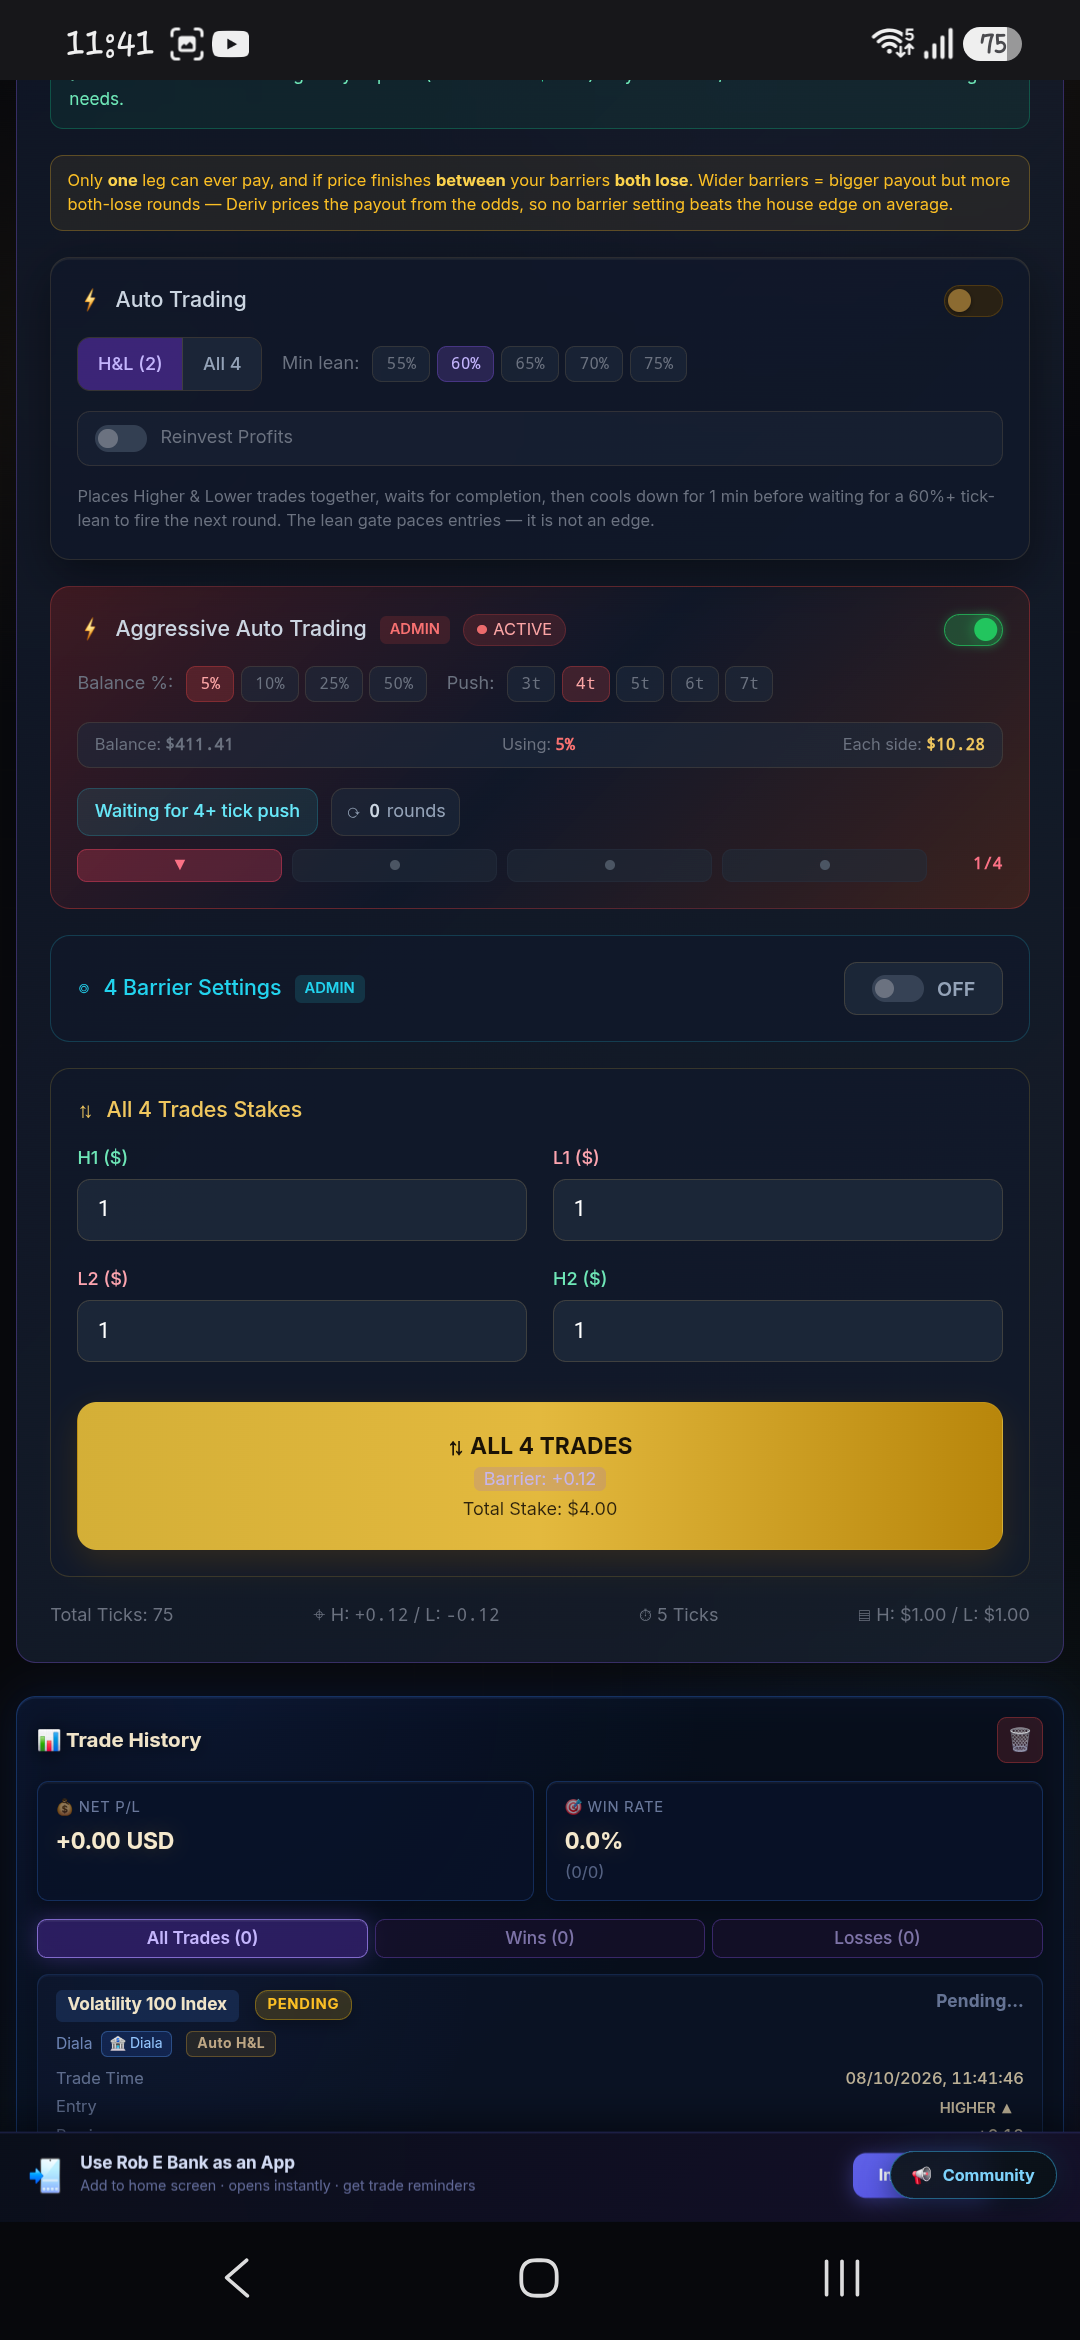 11:41
5
75
needs.
Only one leg can ever pay, and if price finishes between your barriers both lose. Wider barriers = bigger payout but more
both-lose rounds — Deriv prices the payout from the odds, so no barrier setting beats the house edge on average.
Auto Trading
H&L (2) All 4 Min lean: 55% 60% 65% 70% 75%
Reinvest Profits
Places Higher & Lower trades together, waits for completion, then cools down for 1 min before waiting for a 60%+ tick-
lean to fire the next round. The lean gate paces entries — it is not an edge.
Aggressive Auto Trading ADMIN ACTIVE
Balance %: 5% 10% 25% 50% Push: 3t 4t 5t 6t 7t
Balance: $411.41 Using: 5% Each side: $10.28
Waiting for 4+ tick push 0 rounds
1/4
4 Barrier Settings ADMIN OFF
All 4 Trades Stakes
H1 ($) L1 ($)
1 1
L2 ($) H2 ($)
1 1
ALL 4 TRADES
Barrier: +0.12
Total Stake: $4.00
Total Ticks: 75 H: +0.12 / L: -0.12 5 Ticks H: $1.00 / L: $1.00
Trade History
NET P/L WIN RATE
+0.00 USD 0.0%
(0/0)
All Trades (0) Wins (0) Losses (0)
Volatility 100 Index PENDING Pending...
Diala Diala Auto H&L
Trade Time 08/10/2026, 11:41:46
Entry HIGHER ▲
Use Rob E Bank as an App
Add to home screen · opens instantly · get trade reminders
Community